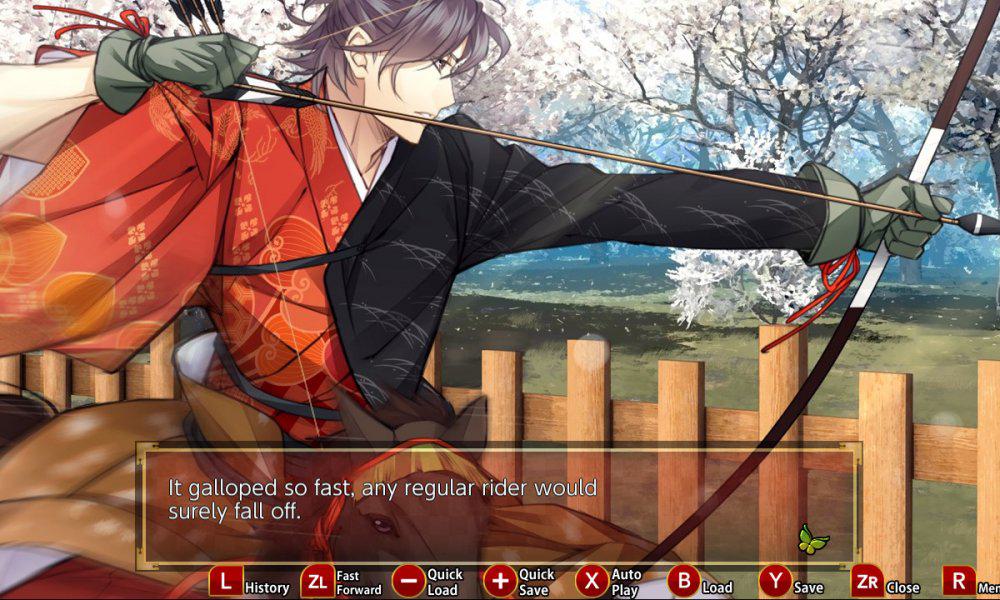 It galloped so fast, any regular rider would
surely fall off.
L History ZL Fast Forward − Quick Load + Quick Save X Auto Play B Load Y Save ZR Close R